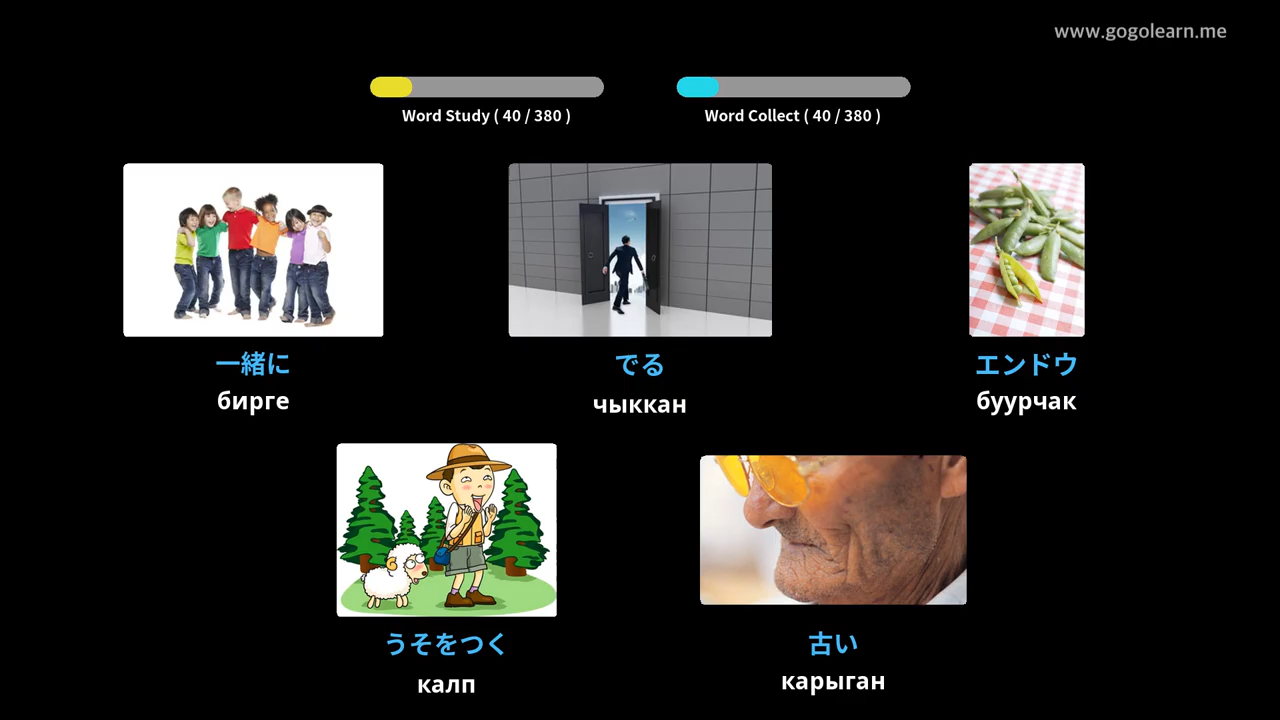 www.gogolearn.me
Word Study ( 40 / 380 )
Word Collect ( 40 / 380 )
一緒に
бирге
でる
чыккан
エンドウ
буурчак
うそをつく
калп
古い
карыган